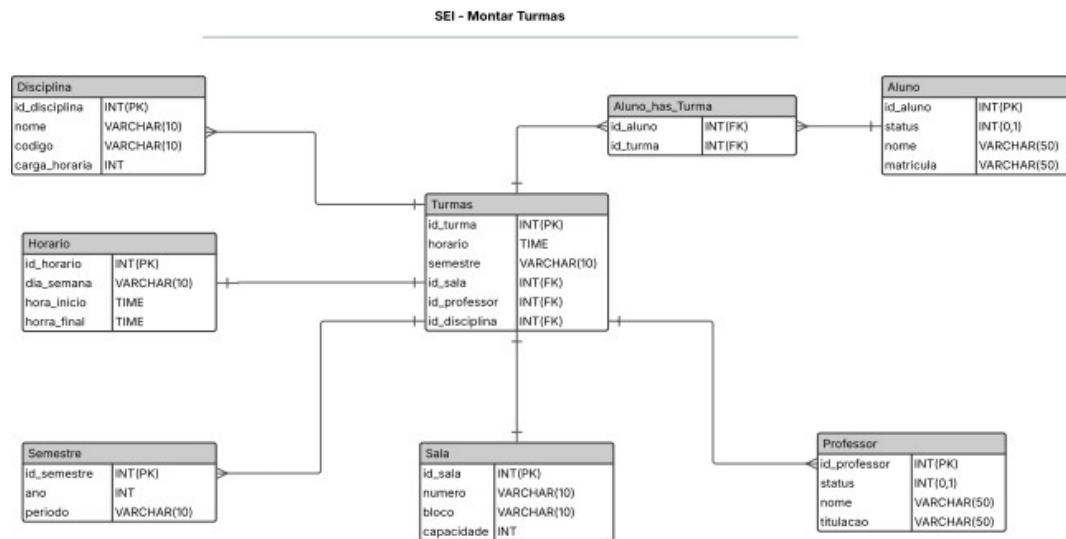 SEI - Montar Turmas
Disciplina
id_disciplina INT(PK)
nome VARCHAR(10)
codigo VARCHAR(10)
carga_horaria INT
Aluno_has_Turma
id_aluno INT(FK)
id_turma INT(FK)
Aluno
id_aluno INT(PK)
status INT(0,1)
nome VARCHAR(50)
matricula VARCHAR(50)
Turmas
id_turma INT(PK)
horario TIME
semestre VARCHAR(10)
id_sala INT(FK)
id_professor INT(FK)
id_disciplina INT(FK)
Horario
id_horario INT(PK)
dia_semana VARCHAR(10)
hora_inicio TIME
horra_final TIME
Semestre
id_semestre INT(PK)
ano INT
periodo VARCHAR(10)
Sala
id_sala INT(PK)
numero VARCHAR(10)
bloco VARCHAR(10)
capacidade INT
Professor
id_professor INT(PK)
status INT(0,1)
nome VARCHAR(50)
titulacao VARCHAR(50)